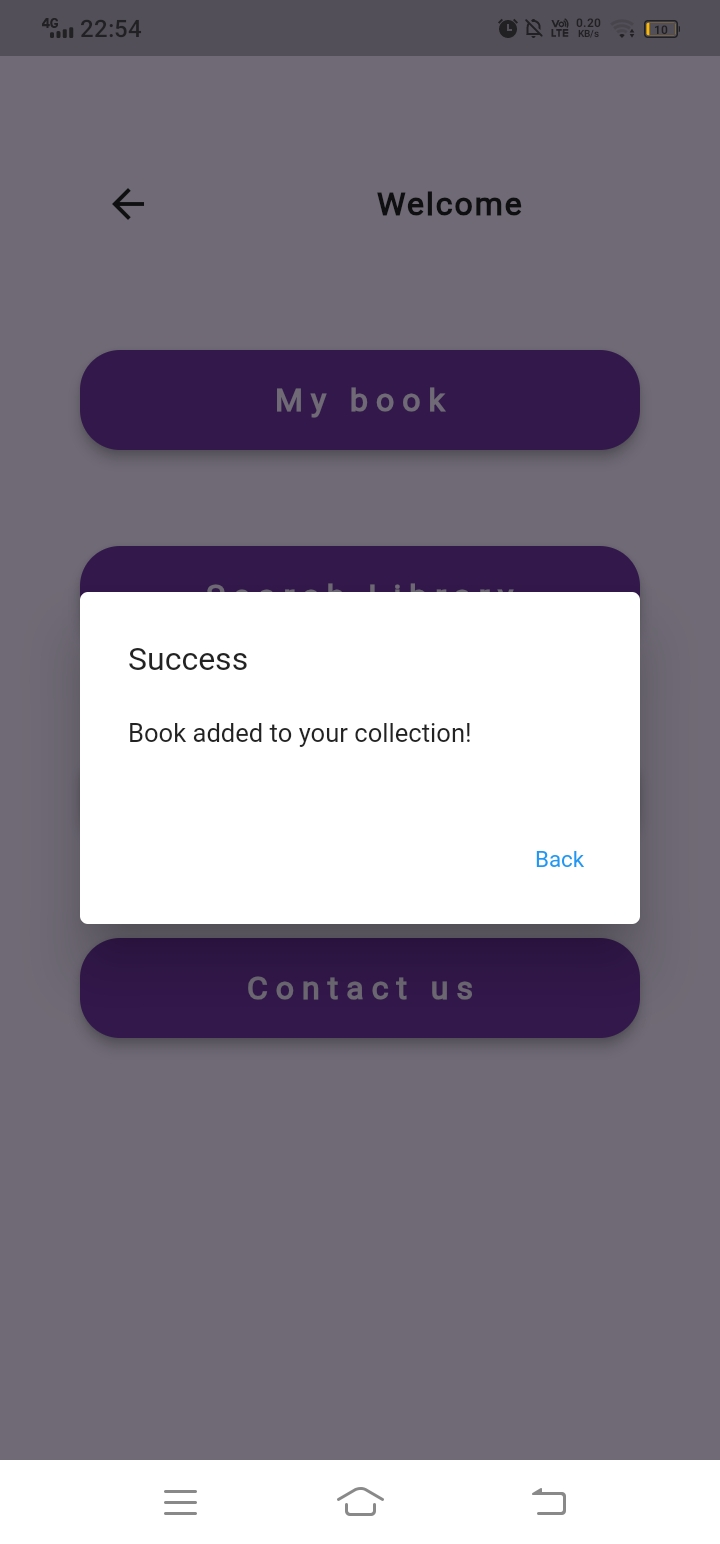 4G 22:54 Vol) LTE 0.20 KB/s 10
Welcome
My book
Search Library
Success
Book added to your collection!
Back
Contact us